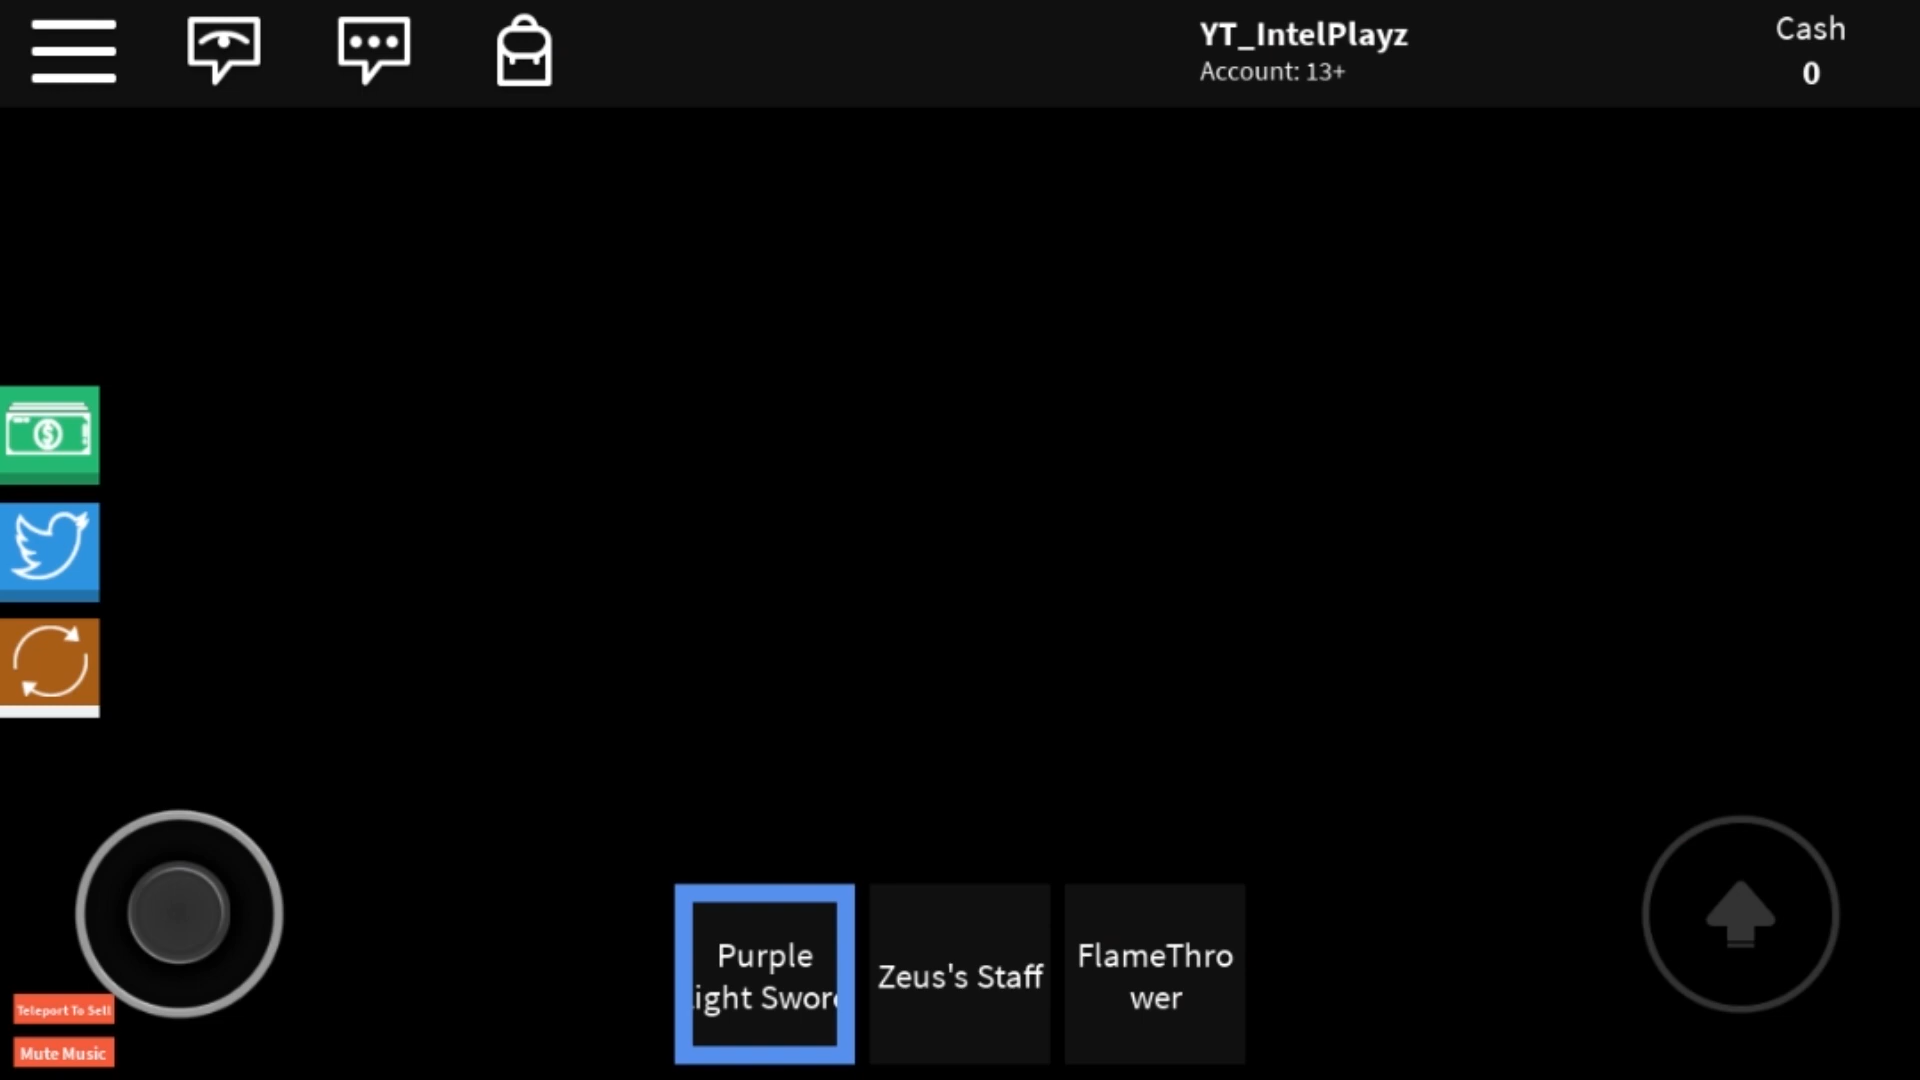 YT_IntelPlayz
Account: 13+
Cash
0
Purple
ight Swor
Zeus's Staff
FlameThro
wer
Teleport To Sell
Mute Music